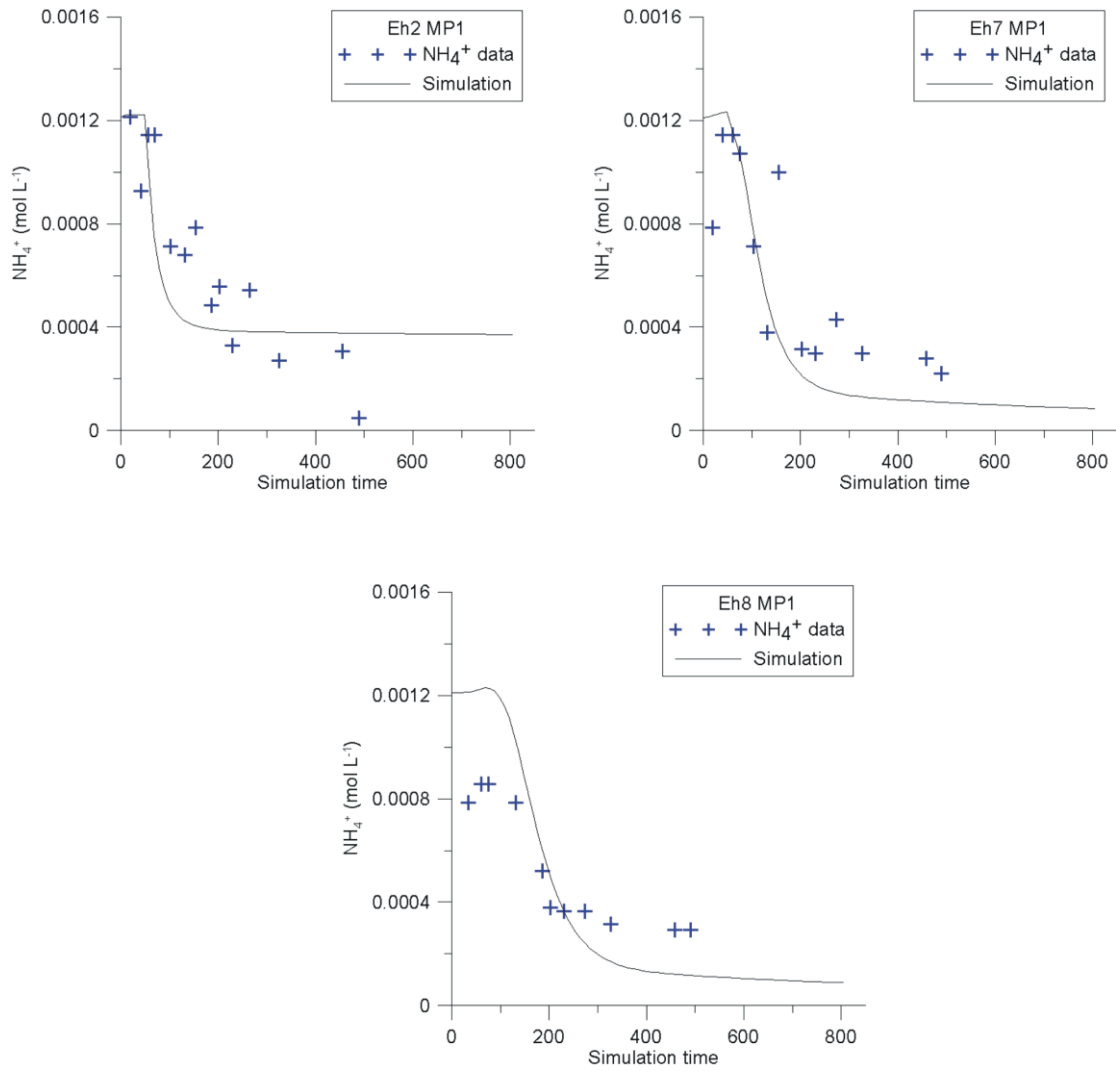 Eh2 MP1
+ + + NH₄⁺ data
Simulation
0.0016
0.0012
0.0008
0.0004
0
NH₄⁺ (mol L⁻¹)
0 200 400 600 800
Simulation time
Eh7 MP1
+ + + NH₄⁺ data
Simulation
0.0016
0.0012
0.0008
0.0004
0
NH₄⁺ (mol L⁻¹)
0 200 400 600 800
Simulation time
Eh8 MP1
+ + + NH₄⁺ data
Simulation
0.0016
0.0012
0.0008
0.0004
0
NH₄⁺ (mol L⁻¹)
0 200 400 600 800
Simulation time